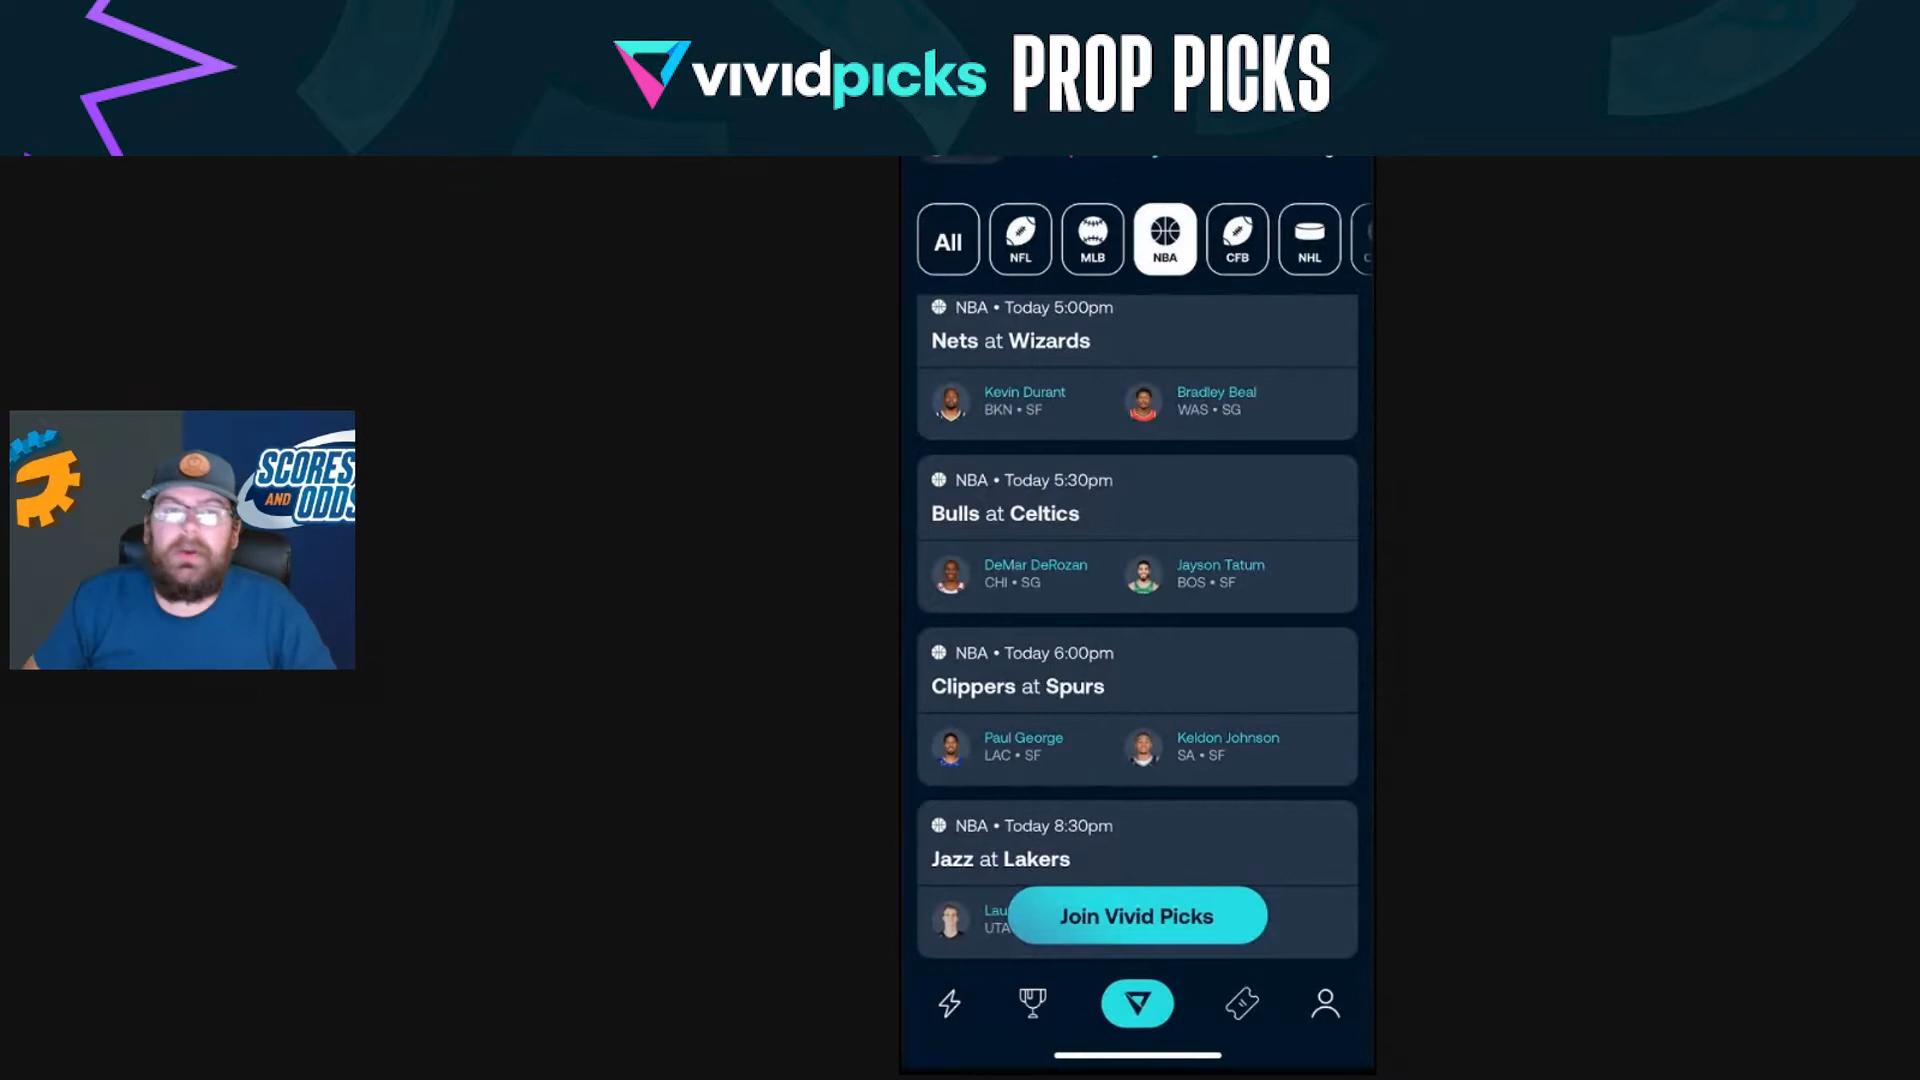 vividpicks PROP PICKS
All
NFL
MLB
NBA
CFB
NHL
NBA • Today 5:00pm
Nets at Wizards
Kevin Durant
BKN • SF
Bradley Beal
WAS • SG
NBA • Today 5:30pm
Bulls at Celtics
DeMar DeRozan
CHI • SG
Jayson Tatum
BOS • SF
NBA • Today 6:00pm
Clippers at Spurs
Paul George
LAC • SF
Keldon Johnson
SA • SF
NBA • Today 8:30pm
Jazz at Lakers
Lau
UTA
Join Vivid Picks
SCORES
AND ODDS